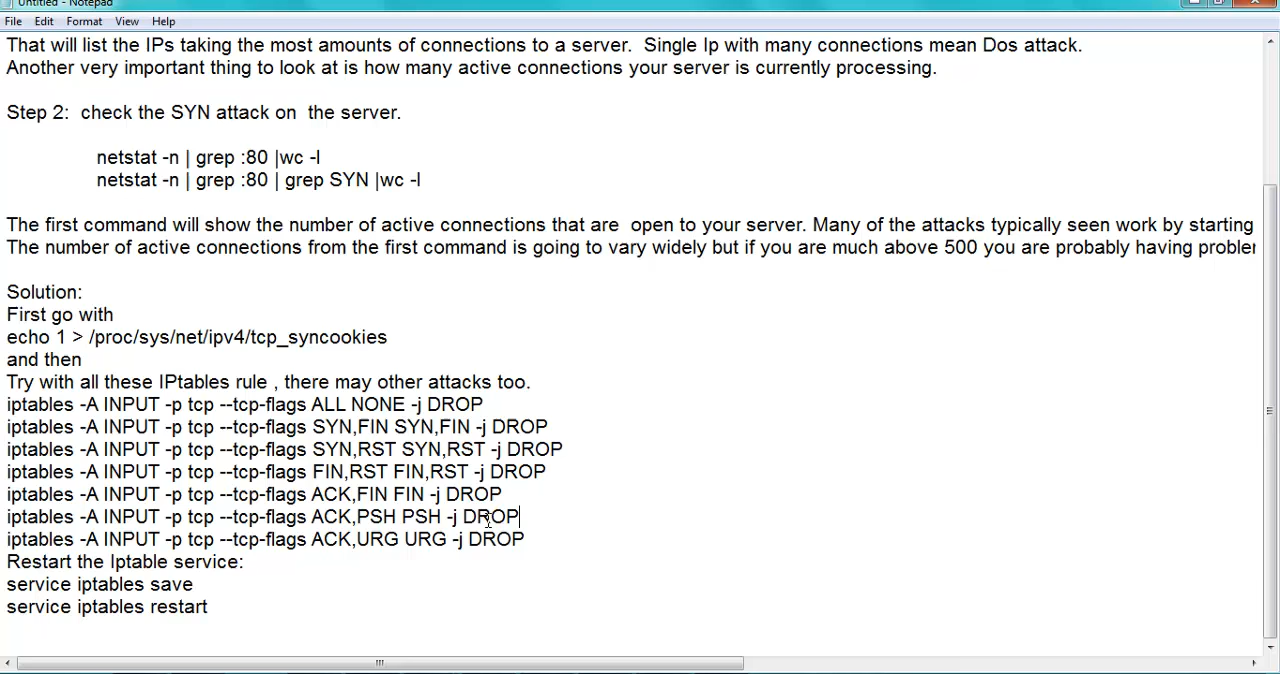 Untitled - Notepad
File Edit Format View Help
That will list the IPs taking the most amounts of connections to a server.  Single Ip with many connections mean Dos attack.
Another very important thing to look at is how many active connections your server is currently processing.
Step 2:  check the SYN attack on  the server.
netstat -n | grep :80 |wc -l
netstat -n | grep :80 | grep SYN |wc -l
The first command will show the number of active connections that are  open to your server. Many of the attacks typically seen work by starting
The number of active connections from the first command is going to vary widely but if you are much above 500 you are probably having
Solution:
First go with
echo 1 > /proc/sys/net/ipv4/tcp_syncookies
and then
Try with all these IPtables rule , there may other attacks too.
iptables -A INPUT -p tcp --tcp-flags ALL NONE -j DROP
iptables -A INPUT -p tcp --tcp-flags SYN,FIN SYN,FIN -j DROP
iptables -A INPUT -p tcp --tcp-flags SYN,RST SYN,RST -j DROP
iptables -A INPUT -p tcp --tcp-flags FIN,RST FIN,RST -j DROP
iptables -A INPUT -p tcp --tcp-flags ACK,FIN FIN -j DROP
iptables -A INPUT -p tcp --tcp-flags ACK,PSH PSH -j DROP
iptables -A INPUT -p tcp --tcp-flags ACK,URG URG -j DROP
Restart the Iptable service:
service iptables save
service iptables restart